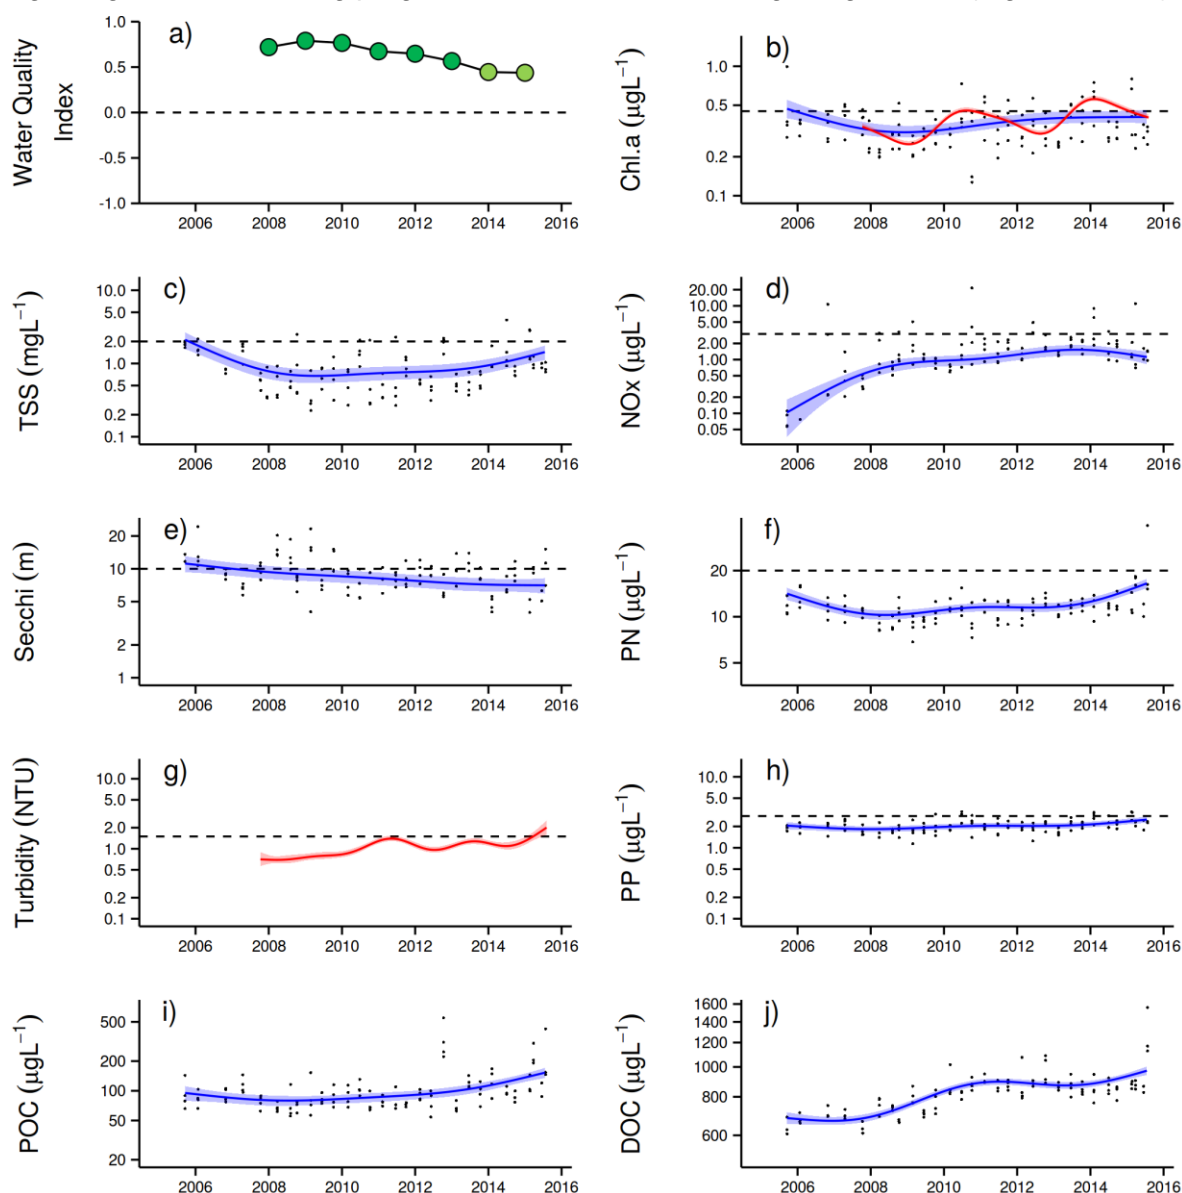 a)
Water Quality
Index
1.0
0.5
0.0
-0.5
-1.0
2006 2008 2010 2012 2014 2016
b)
Chl.a (µgL⁻¹)
1.0
0.5
0.2
0.1
2006 2008 2010 2012 2014 2016
c)
TSS (mgL⁻¹)
10.0
5.0
2.0
1.0
0.5
0.2
0.1
2006 2008 2010 2012 2014 2016
d)
NOx (µgL⁻¹)
20.00
10.00
5.00
2.00
1.00
0.50
0.20
0.10
0.05
2006 2008 2010 2012 2014 2016
e)
Secchi (m)
20
10
5
2
1
2006 2008 2010 2012 2014 2016
f)
PN (µgL⁻¹)
20
10
5
2006 2008 2010 2012 2014 2016
g)
Turbidity (NTU)
10.0
5.0
2.0
1.0
0.5
0.2
0.1
2006 2008 2010 2012 2014 2016
h)
PP (µgL⁻¹)
10.0
5.0
2.0
1.0
0.5
0.2
0.1
2006 2008 2010 2012 2014 2016
i)
POC (µgL⁻¹)
500
200
100
50
20
2006 2008 2010 2012 2014 2016
j)
DOC (µgL⁻¹)
1600
1400
1200
1000
800
600
2006 2008 2010 2012 2014 2016